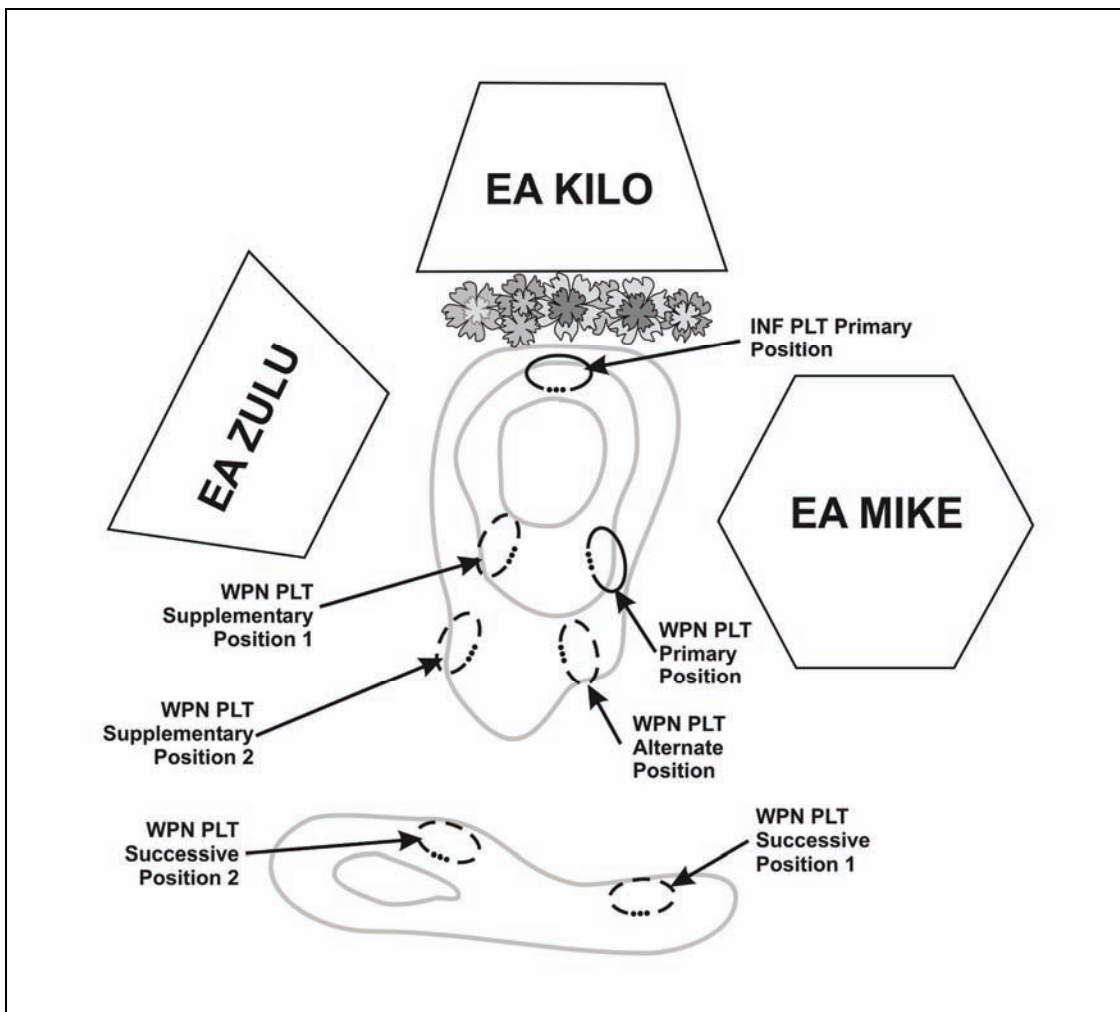 EA KILO
INF PLT Primary
Position
EA ZULU
EA MIKE
WPN PLT
Supplementary
Position 1
WPN PLT
Primary
Position
WPN PLT
Supplementary
Position 2
WPN PLT
Alternate
Position
WPN PLT
Successive
Position 2
WPN PLT
Successive
Position 1